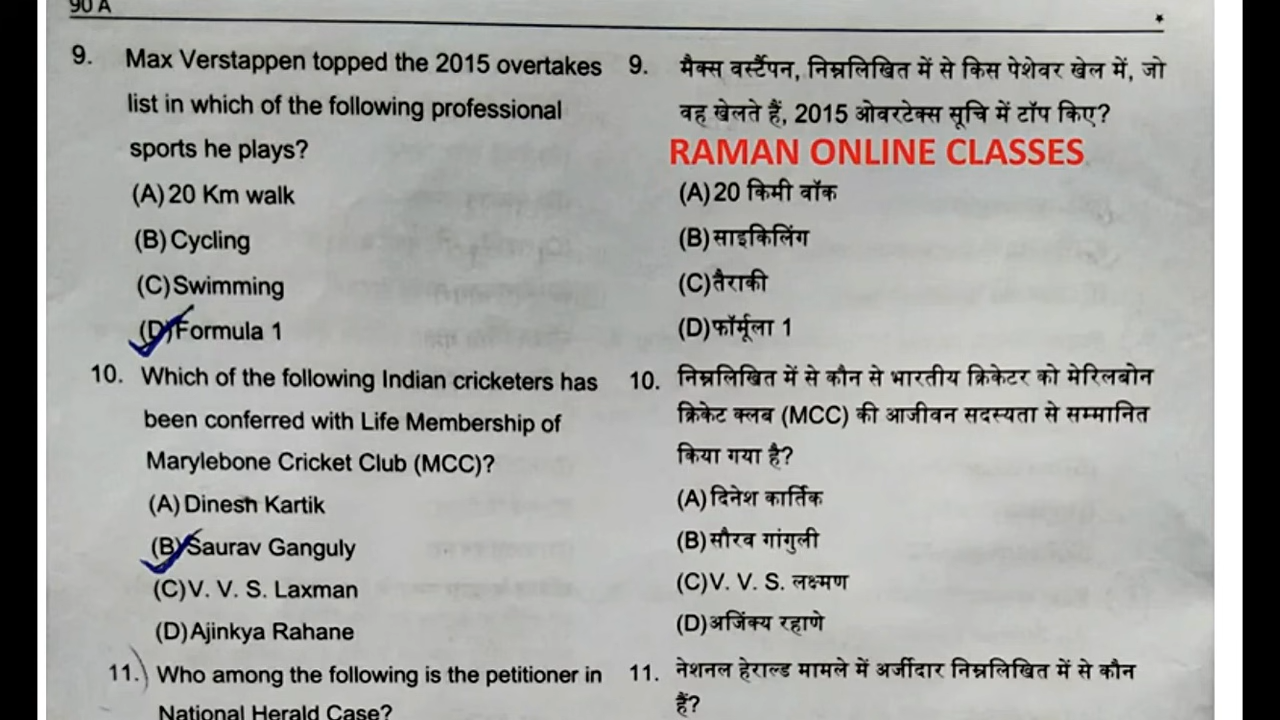 90 A
*
9. Max Verstappen topped the 2015 overtakes
list in which of the following professional
sports he plays?
(A) 20 Km walk
(B) Cycling
(C) Swimming
(D) Formula 1
10. Which of the following Indian cricketers has
been conferred with Life Membership of
Marylebone Cricket Club (MCC)?
(A) Dinesh Kartik
(B) Saurav Ganguly
(C) V. V. S. Laxman
(D) Ajinkya Rahane
11. Who among the following is the petitioner in
National Herald Case?
9. मैक्स वर्स्टैपन, निम्नलिखित में से किस पेशेवर खेल में, जो
वह खेलते हैं, 2015 ओवरटेक्स सूचि में टॉप किए?
RAMAN ONLINE CLASSES
(A) 20 किमी वॉक
(B) साइकिलिंग
(C) तैराकी
(D) फॉर्मूला 1
10. निम्नलिखित में से कौन से भारतीय क्रिकेटर को मेरिलबोन
क्रिकेट क्लब (MCC) की आजीवन सदस्यता से सम्मानित
किया गया है?
(A) दिनेश कार्तिक
(B) सौरव गांगुली
(C) V. V. S. लक्ष्मण
(D) अजिंक्य रहाणे
11. नेशनल हेराल्ड मामले में अर्जीदार निम्नलिखित में से कौन
हैं?